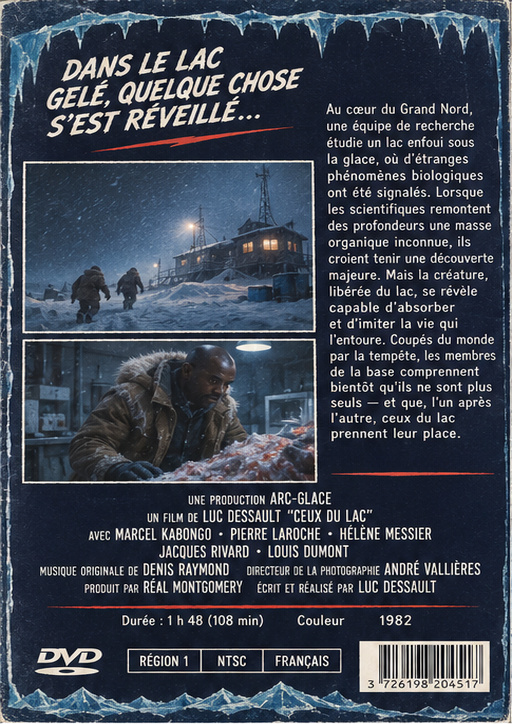 DANS LE LAC
GELÉ, QUELQUE CHOSE
S'EST RÉVEILLÉ...
Au cœur du Grand Nord,
une équipe de recherche
étudie un lac enfoui sous
la glace, où d'étranges
phénomènes biologiques
ont été signalés. Lorsque
les scientifiques remontent
des profondeurs une masse
organique inconnue, ils
croient tenir une découverte
majeure. Mais la créature,
libérée du lac, se révèle
capable d'absorber
et d'imiter la vie qui
l'entoure. Coupés du monde
par la tempête, les membres
de la base comprennent
bientôt qu'ils ne sont plus
seuls — et que, l'un après
l'autre, ceux du lac
prennent leur place.
UNE PRODUCTION ARC-GLACE
UN FILM DE LUC DESSAULT "CEUX DU LAC"
AVEC MARCEL KABONGO • PIERRE LAROCHE • HÉLÈNE MESSIER
JACQUES RIVARD • LOUIS DUMONT
MUSIQUE ORIGINALE DE DENIS RAYMOND DIRECTEUR DE LA PHOTOGRAPHIE ANDRÉ VALLIÈRES
PRODUIT PAR RÉAL MONTGOMERY ÉCRIT ET RÉALISÉ PAR LUC DESSAULT
Durée : 1 h 48 (108 min) Couleur 1982
DVD RÉGION 1 NTSC FRANÇAIS
3 726198 204517